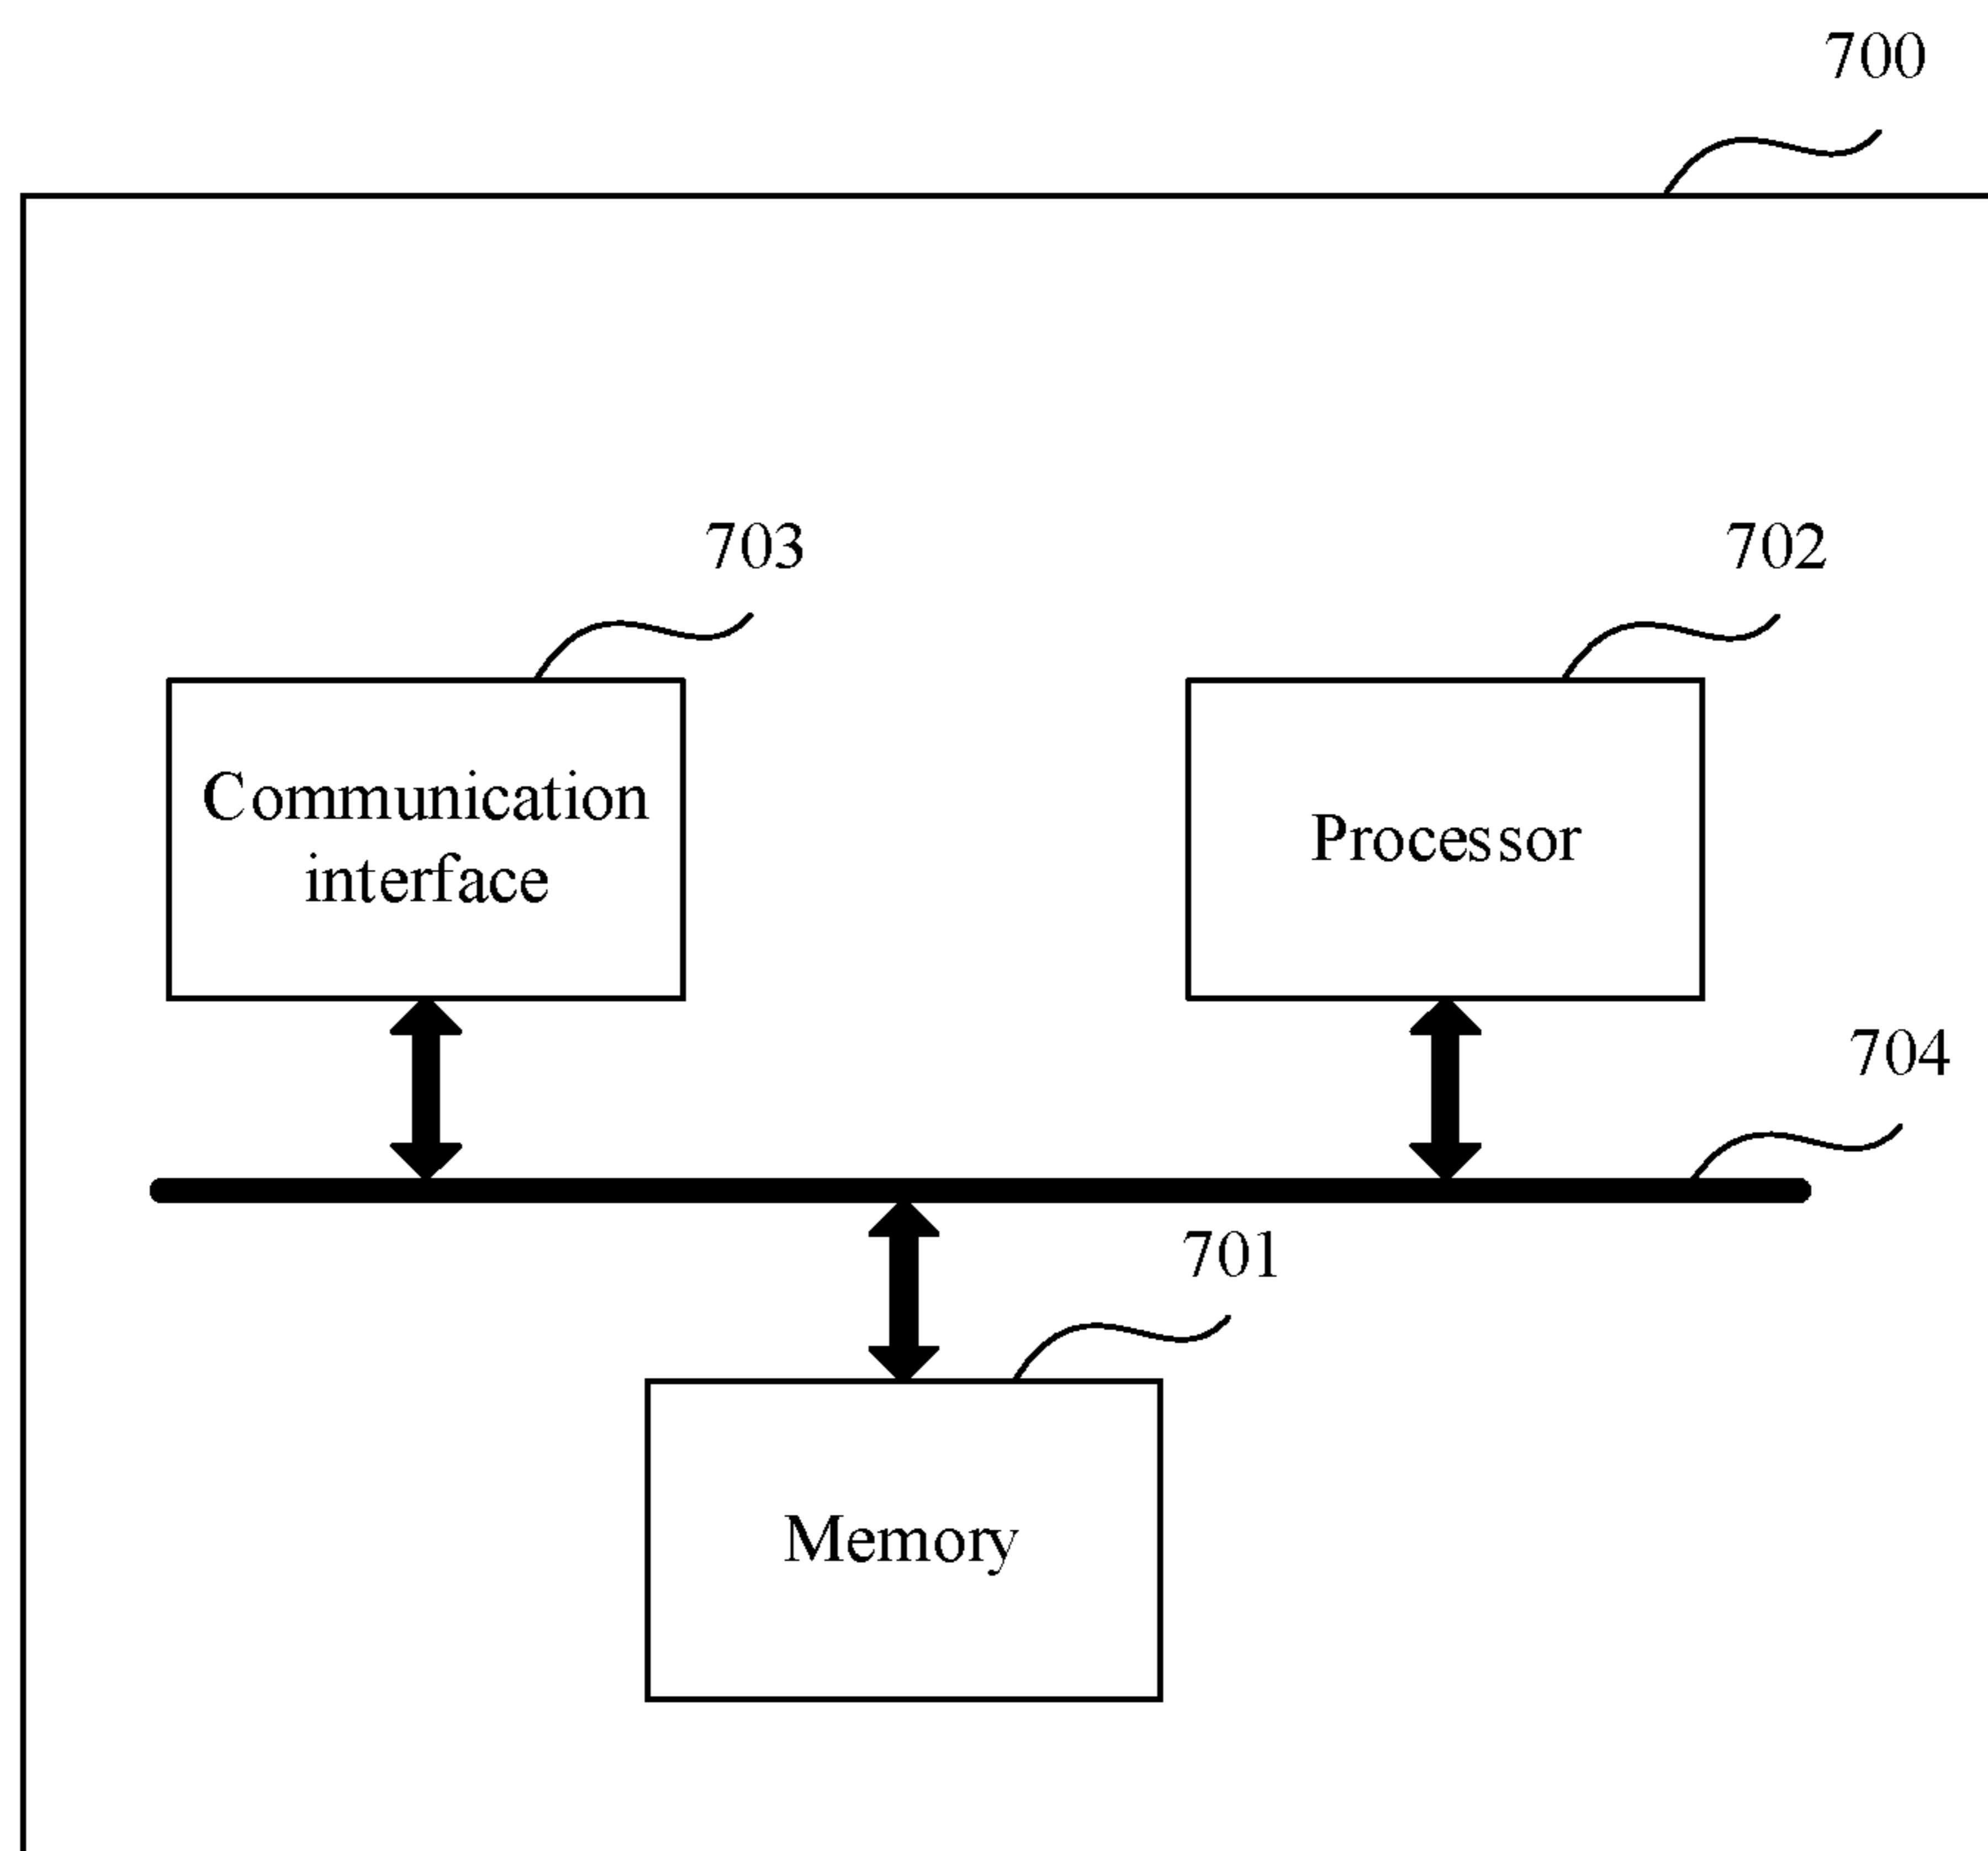 700
703
702
Communication
interface
Processor
704
701
Memory